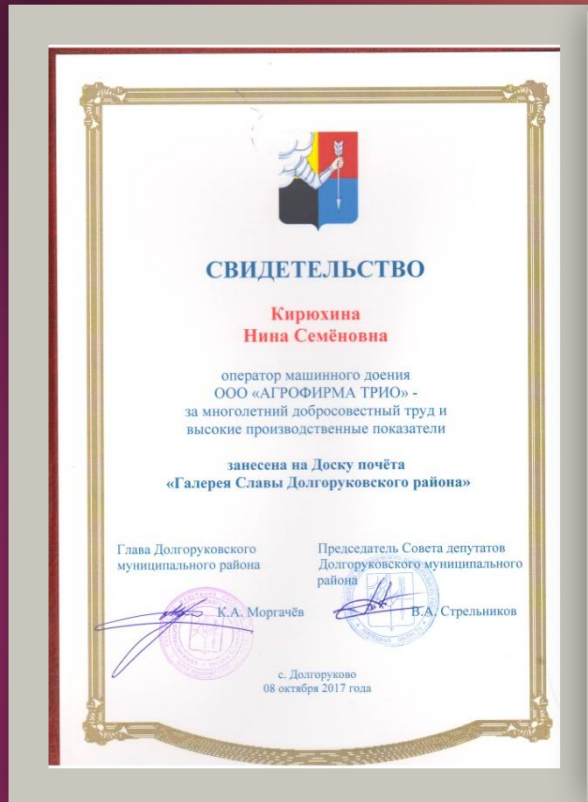 СВИДЕТЕЛЬСТВО
Кирюхина
Нина Семёновна
оператор машинного доения
ООО «АГРОФИРМА ТРИО» -
за многолетний добросовестный труд и
высокие производственные показатели
занесена на Доску почёта
«Галерея Славы Долгоруковского района»
Глава Долгоруковского
муниципального района
К.А. Моргачёв
Председатель Совета депутатов
Долгоруковского муниципального
района
В.А. Стрельников
с. Долгоруково
08 октября 2017 года